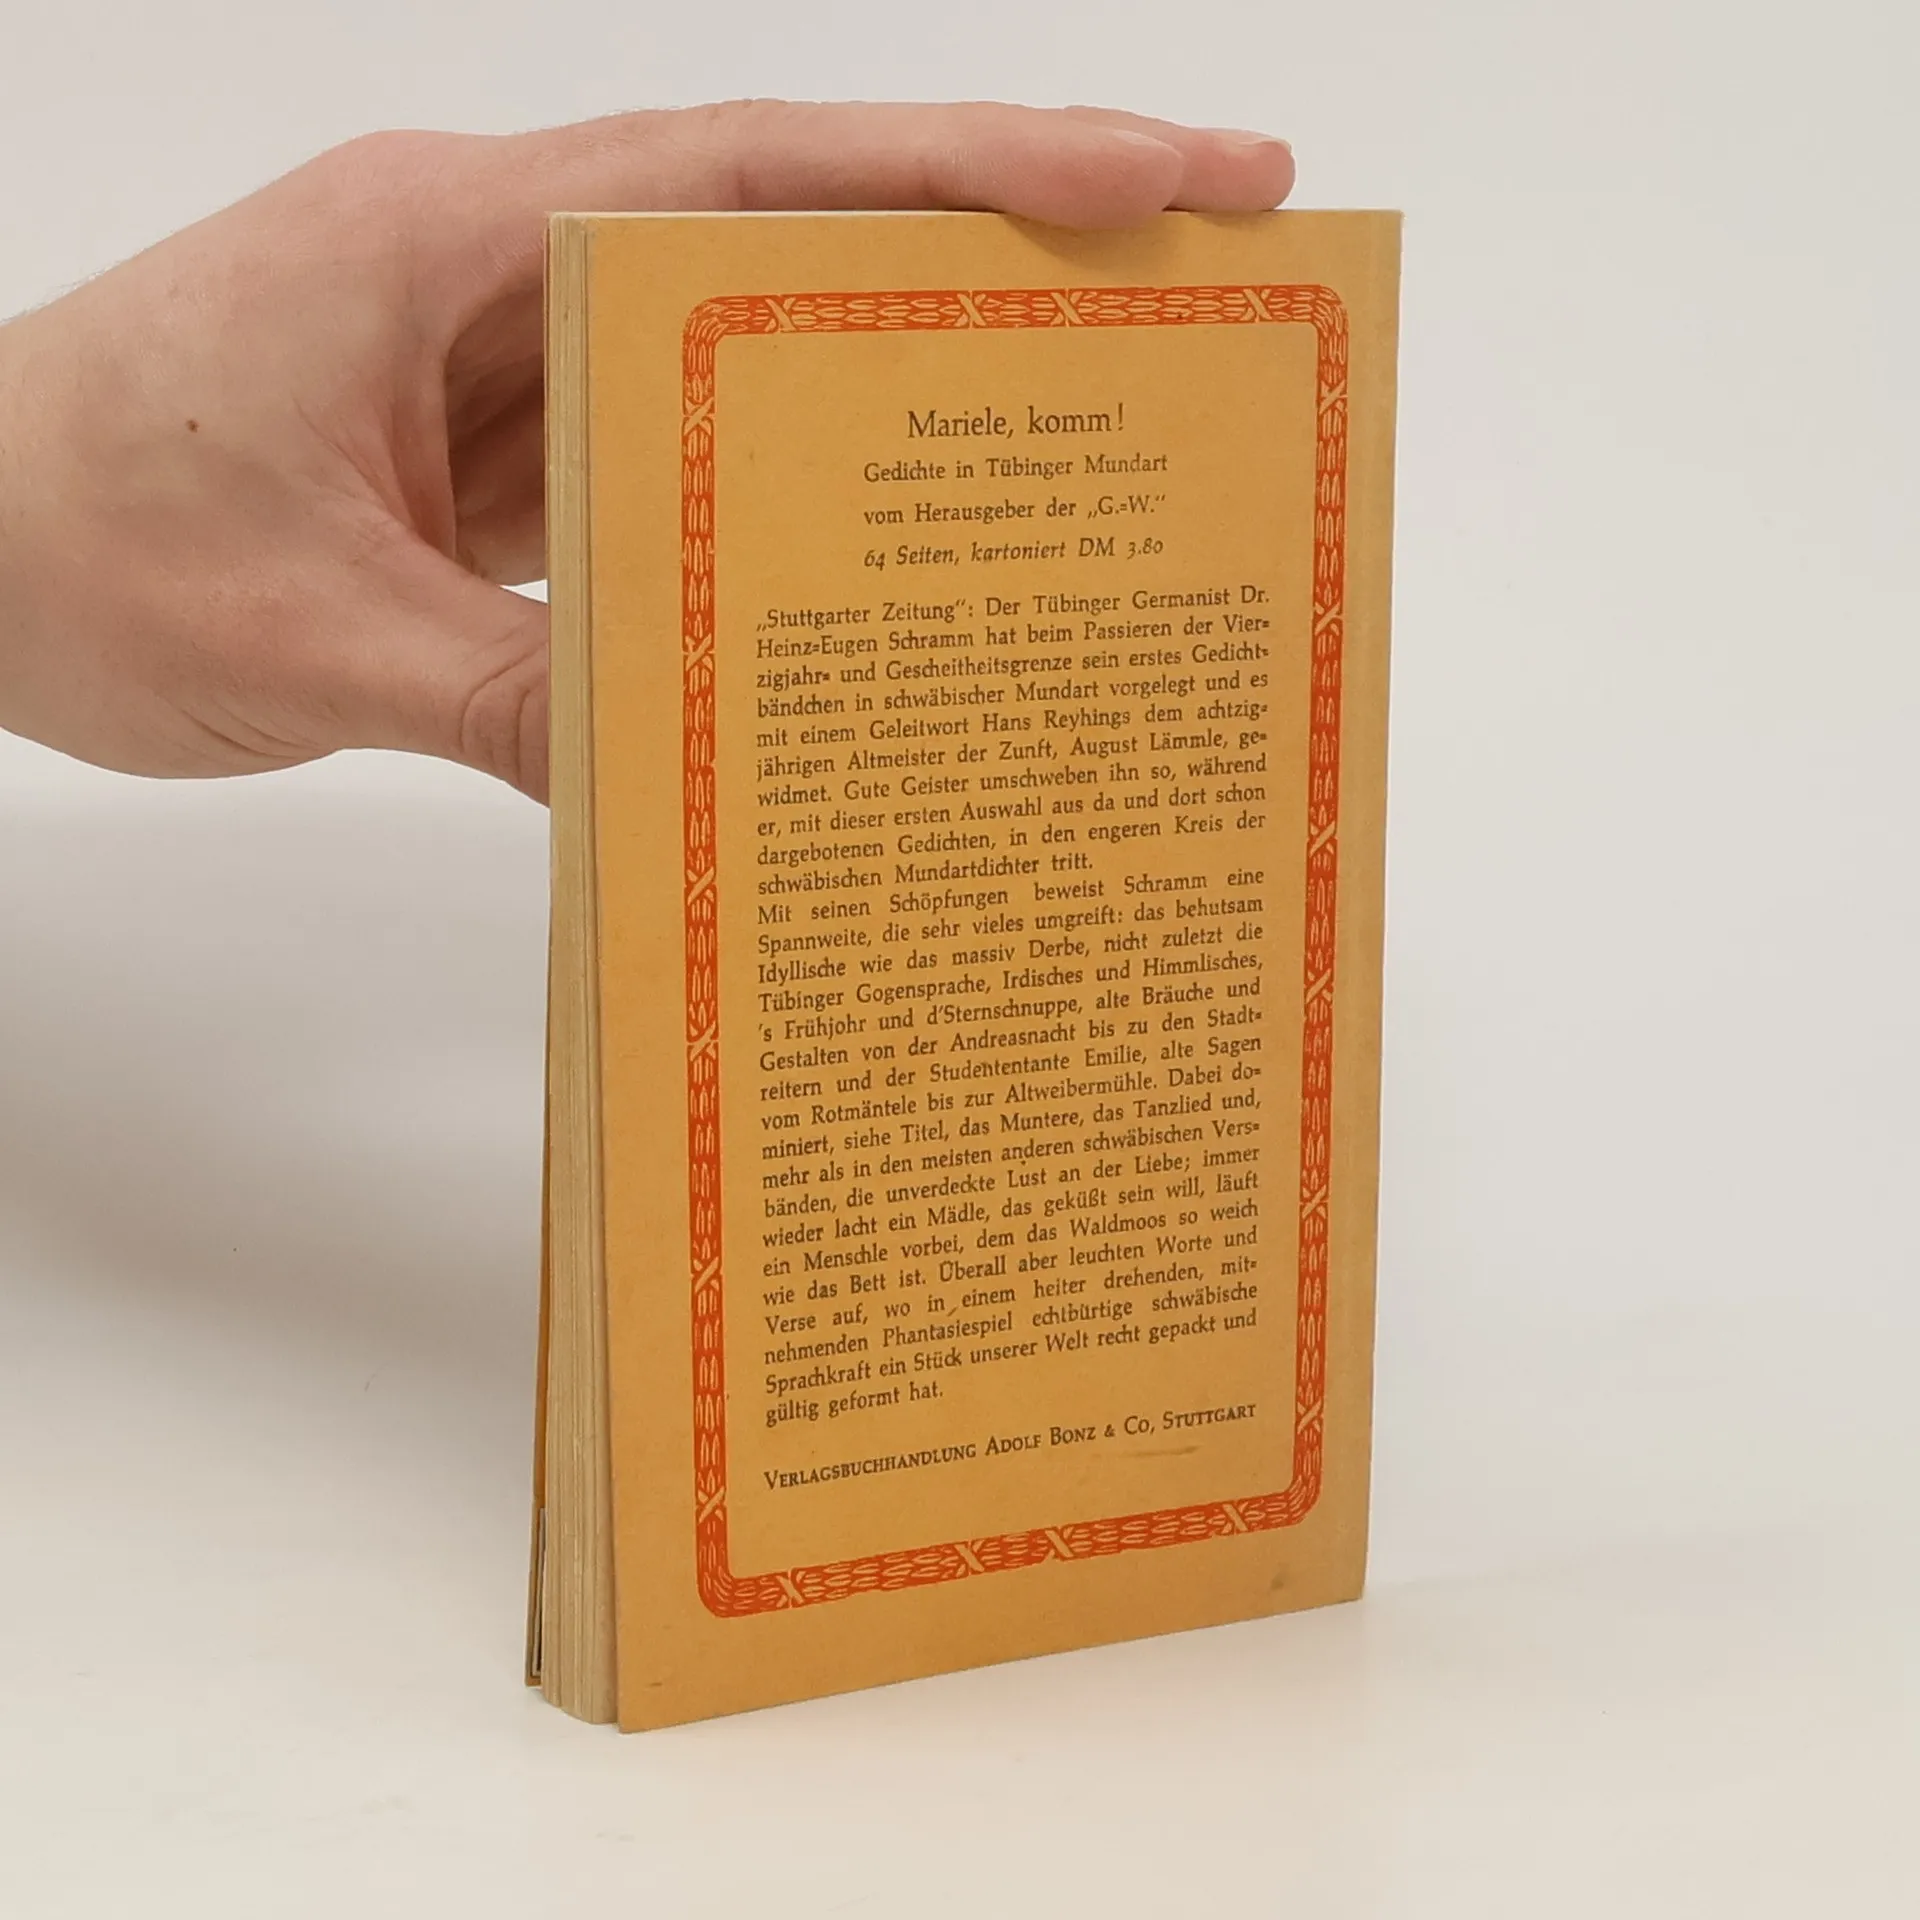 Mariele, komm!
Gedichte in Tübinger Mundart
vom Herausgeber der „G.=W.“
64 Seiten, kartoniert DM 3.80
„Stuttgarter Zeitung“: Der Tübinger Germanist Dr.
Heinz=Eugen Schramm hat beim Passieren der Vier=
zigjahr= und Gescheitheitsgrenze sein erstes Gedicht=
bändchen in schwäbischer Mundart vorgelegt und es
mit einem Geleitwort Hans Reyhings dem achtzig=
jährigen Altmeister der Zunft, August Lämmle, ge=
widmet. Gute Geister umschweben ihn so, während
er, mit dieser ersten Auswahl aus da und dort schon
dargebotenen Gedichten, in den engeren Kreis der
schwäbischen Mundartdichter tritt.
Mit seinen Schöpfungen beweist Schramm eine
Spannweite, die sehr vieles umgreift: das behutsam
Idyllische wie das massiv Derbe, nicht zuletzt die
Tübinger Gogensprache, Irdisches und Himmlisches,
’s Frühjohr und d’Sternschnuppe, alte Bräuche und
Gestalten von der Andreasnacht bis zu den Stadt=
reitern und der Studententante Emilie, alte Sagen
vom Rotmäntele bis zur Altweibermühle. Dabei do=
miniert, siehe Titel, das Muntere, das Tanzlied und,
mehr als in den meisten anderen schwäbischen Vers=
bänden, die unverdeckte Lust an der Liebe; immer
wieder lacht ein Mädle, das geküßt sein will, läuft
ein Menschle vorbei, dem das Waldmoos so weich
wie das Bett ist. Überall aber leuchten Worte und
Verse auf, wo in einem heiter drehenden, mit=
nehmenden Phantasiespiel echtbürtige schwäbische
Sprachkraft ein Stück unserer Welt recht gepackt und
gültig geformt hat.
VERLAGSBUCHHANDLUNG ADOLF BONZ & CO, STUTTGART